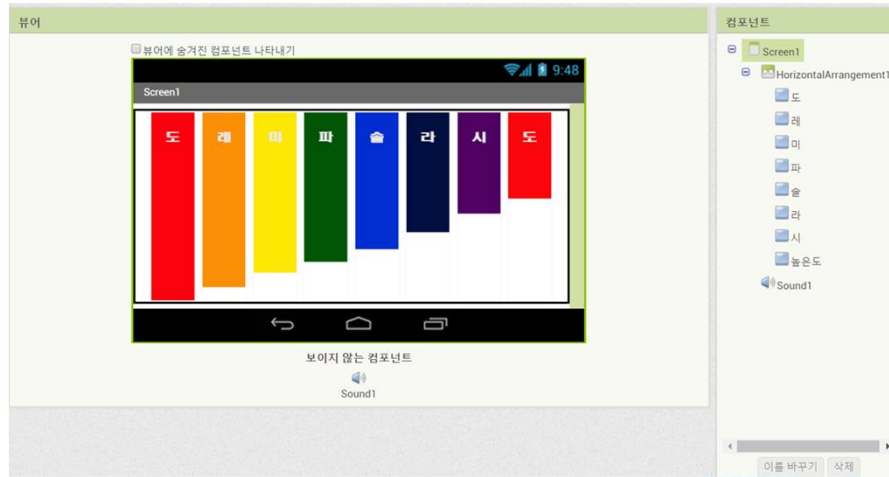 뷰어
뷰어에 숨겨진 컴포넌트 나타내기
9:48
Screen1
도 레 미 파 솔 라 시 도
보이지 않는 컴포넌트
Sound1
컴포넌트
Screen1
HorizontalArrangement1
도
레
미
파
솔
라
시
높은도
Sound1
이름 바꾸기 삭제